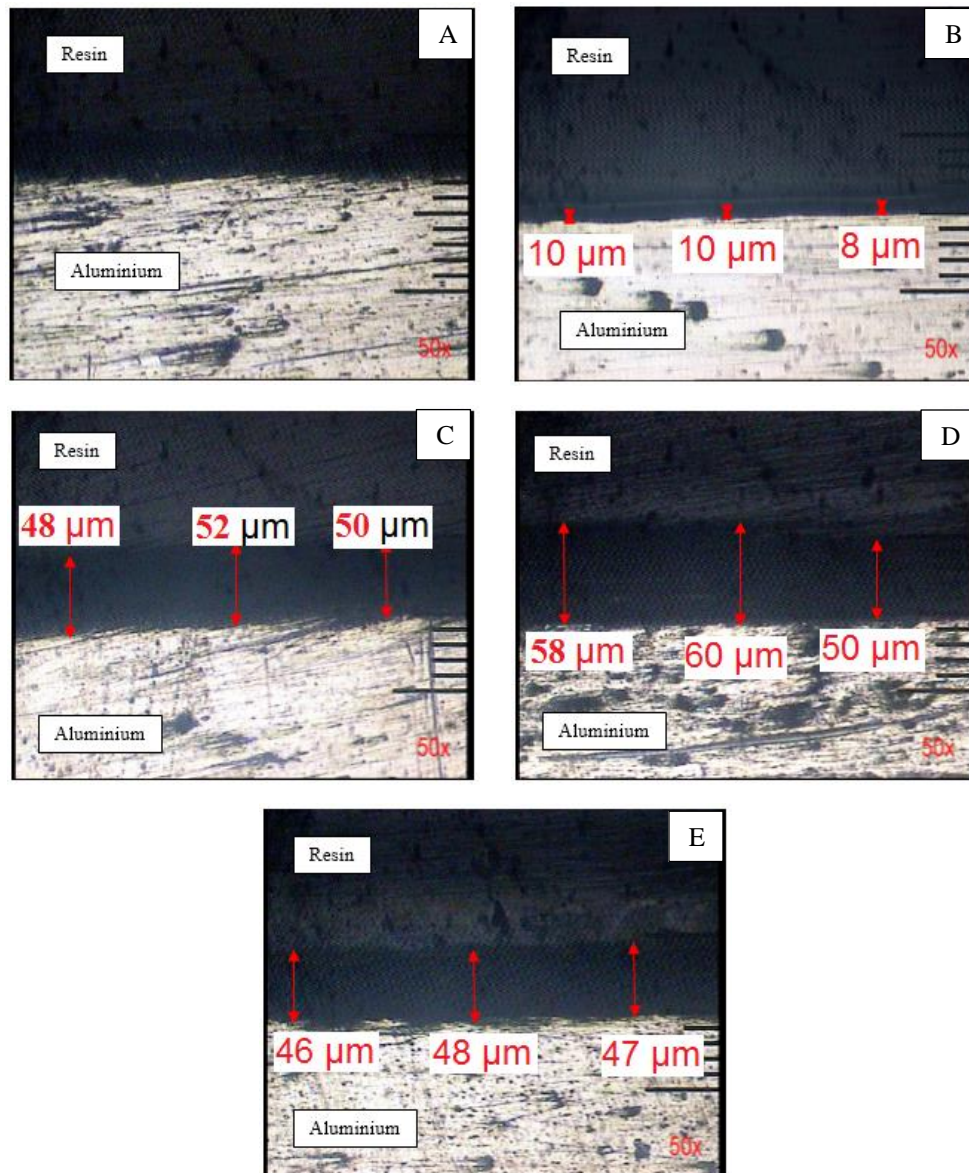 A
Resin
Aluminium
50x
B
Resin
10 µm 10 µm 8 µm
Aluminium
50x
C
Resin
48 µm 52 µm 50 µm
Aluminium
50x
D
Resin
58 µm 60 µm 50 µm
Aluminium
50x
E
Resin
46 µm 48 µm 47 µm
Aluminium
50x